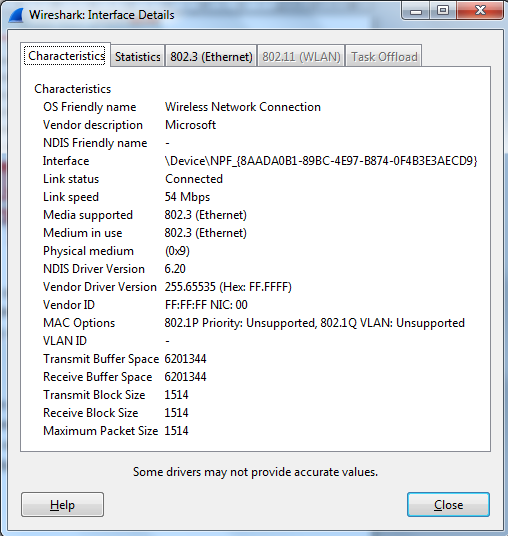 Wireshark: Interface Details
Characteristics Statistics 802.3 (Ethernet) 802.11 (WLAN) Task Offload
Characteristics
OS Friendly name Wireless Network Connection
Vendor description Microsoft
NDIS Friendly name -
Interface \Device\NPF_{8AADA0B1-89BC-4E97-B874-0F4B3E3AECD9}
Link status Connected
Link speed 54 Mbps
Media supported 802.3 (Ethernet)
Medium in use 802.3 (Ethernet)
Physical medium (0x9)
NDIS Driver Version 6.20
Vendor Driver Version 255.65535 (Hex: FF.FFFF)
Vendor ID FF:FF:FF NIC: 00
MAC Options 802.1P Priority: Unsupported, 802.1Q VLAN: Unsupported
VLAN ID -
Transmit Buffer Space 6201344
Receive Buffer Space 6201344
Transmit Block Size 1514
Receive Block Size 1514
Maximum Packet Size 1514
Some drivers may not provide accurate values.
Help Close